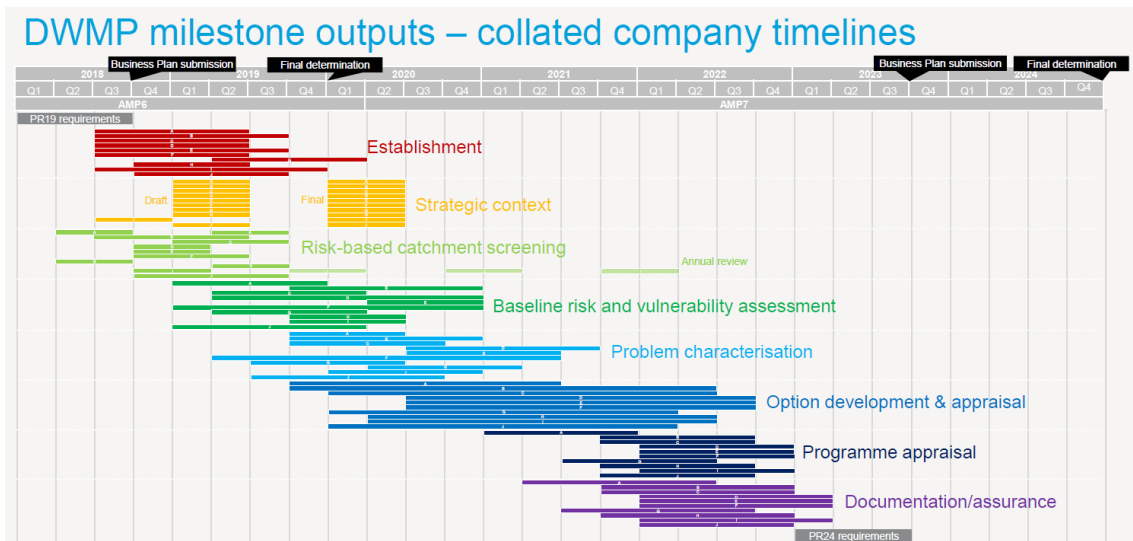 DWMP milestone outputs – collated company timelines
Business Plan submission
Final determination
Business Plan submission
Final determination
2018 2019 2020 2021 2022 2023 2024
Q1 Q2 Q3 Q4 Q1 Q2 Q3 Q4 Q1 Q2 Q3 Q4 Q1 Q2 Q3 Q4 Q1 Q2 Q3 Q4 Q1 Q2 Q3 Q4 Q1 Q2 Q3 Q4
AMP6 AMP7
PR19 requirements
Establishment
Draft
Final
Strategic context
Risk-based catchment screening
Annual review
Baseline risk and vulnerability assessment
Problem characterisation
Option development & appraisal
Programme appraisal
Documentation/assurance
PR24 requirements